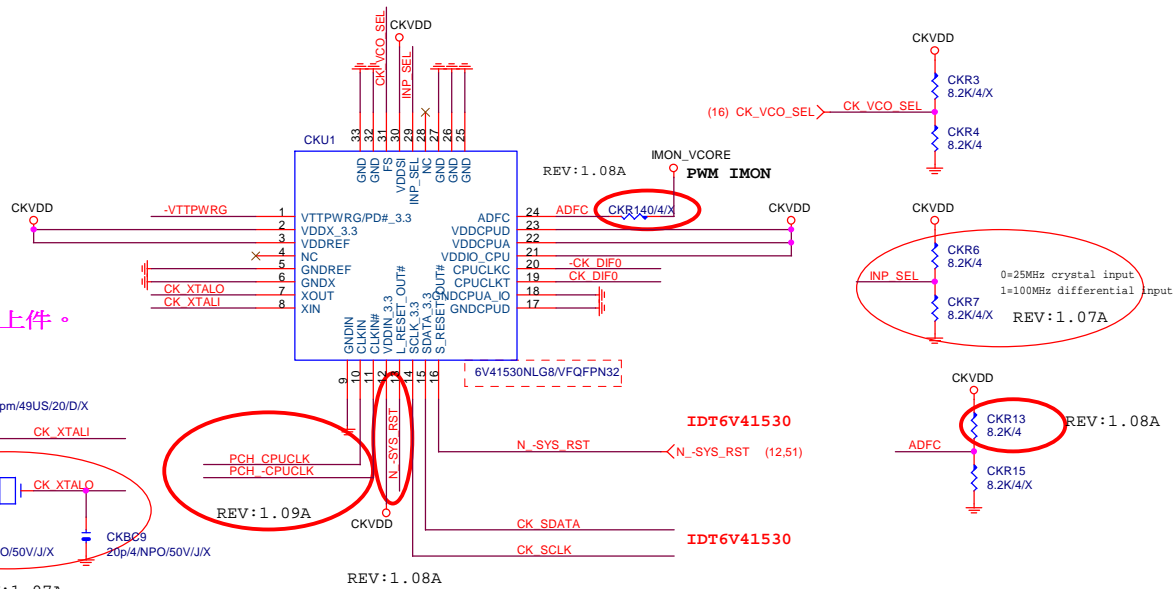 CKVDD
CK_VCO_SEL
INP_SEL
33
32
31
30
29
28
27
26
25
CKU1
GND
GND
FS
VDDSI
INP_SEL
NC
GND
GND
GND
CKVDD
-VTTPWRG
1 VTTPWRG/PD#_3.3
2 VDDX_3.3
3 VDDREF
4 NC
5 GNDREF
6 GNDX
CK_XTALO 7 XOUT
CK_XTALI 8 XIN
REV:1.08A
IMON_VCORE
PWM IMON
ADFC 24 ADFC CKR140/4/X
CKVDD
VDDCPUD 23
VDDCPUA 22
VDDIO_CPU 21
CPUCLKC 20 -CK_DIF0
CPUCLKT 19 CK_DIF0
GNDCPUA_IO 18
GNDCPUD 17
GNDIN
CLKIN
CLKIN#
VDDIN_3.3
L_RESET_OUT#
SCLK_3.3
SDATA_3.3
S_RESET_OUT#
9
10
11
12
13
14
15
16
6V41530NLG8/VFQFPN32
上件。
pm/49US/20/D/X
CK_XTALI
CK_XTALO
CKBC9
20p/4/NPO/50V/J/X
O/50V/J/X
PCH_CPUCLK
PCH_-CPUCLK
REV:1.09A
N_-SYS_RST
CKVDD
REV:1.08A
IDT6V41530
N_-SYS_RST
N_-SYS_RST (12,51)
CK_SDATA
CK_SCLK
IDT6V41530
CKVDD
CKR3
8.2K/4/X
(16) CK_VCO_SEL
CK_VCO_SEL
CKR4
8.2K/4
CKVDD
CKR6
8.2K/4
INP_SEL
0=25MHz crystal input
1=100MHz differential input
CKR7
8.2K/4/X
REV:1.07A
CKVDD
CKR13
8.2K/4
REV:1.08A
ADFC
CKR15
8.2K/4/X